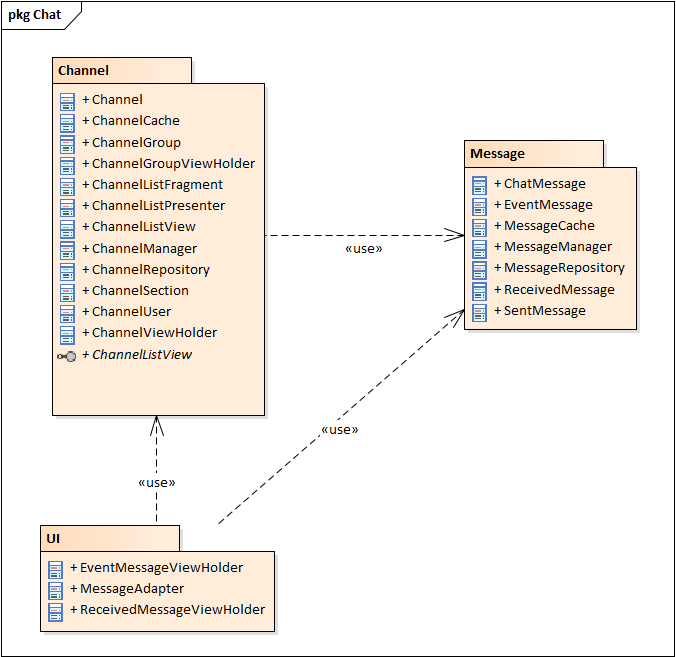 pkg Chat
Channel
+ Channel
+ ChannelCache
+ ChannelGroup
+ ChannelGroupViewHolder
+ ChannelListFragment
+ ChannelListPresenter
+ ChannelListView
+ ChannelManager
+ ChannelRepository
+ ChannelSection
+ ChannelUser
+ ChannelViewHolder
+ ChannelListView
Message
+ ChatMessage
+ EventMessage
+ MessageCache
+ MessageManager
+ MessageRepository
+ ReceivedMessage
+ SentMessage
«use»
«use»
«use»
UI
+ EventMessageViewHolder
+ MessageAdapter
+ ReceivedMessageViewHolder